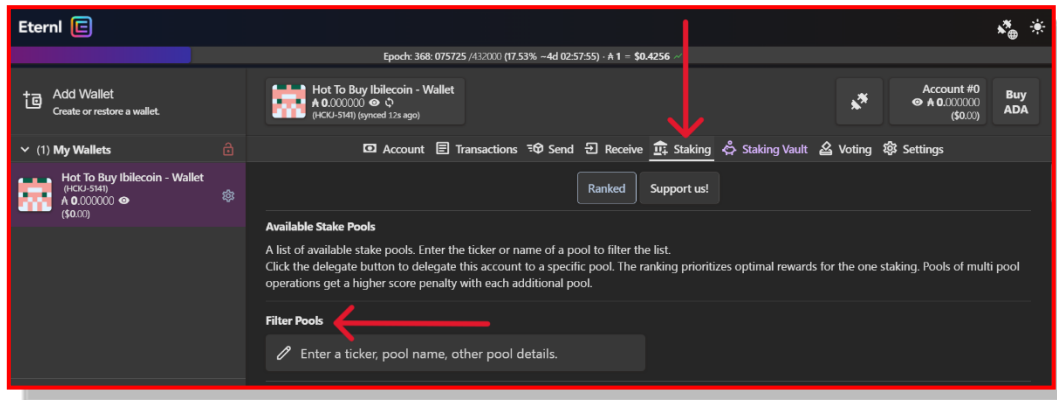 Eternl
Epoch: 368: 075725 /432000 (17.53% ~4d 02:57:55) - ₳ 1 = $0.4256
Add Wallet
Create or restore a wallet.
Hot To Buy Ibilecoin - Wallet
₳ 0.000000
(HCKJ-5141) (synced 12s ago)
Account #0
₳ 0.000000
($0.00)
Buy
ADA
(1) My Wallets
Account Transactions Send Receive Staking Staking Vault Voting Settings
Hot To Buy Ibilecoin - Wallet
(HCKJ-5141)
₳ 0.000000
($0.00)
Ranked Support us!
Available Stake Pools
A list of available stake pools. Enter the ticker or name of a pool to filter the list.
Click the delegate button to delegate this account to a specific pool. The ranking prioritizes optimal rewards for the one staking. Pools of multi pool
operations get a higher score penalty with each additional pool.
Filter Pools
Enter a ticker, pool name, other pool details.